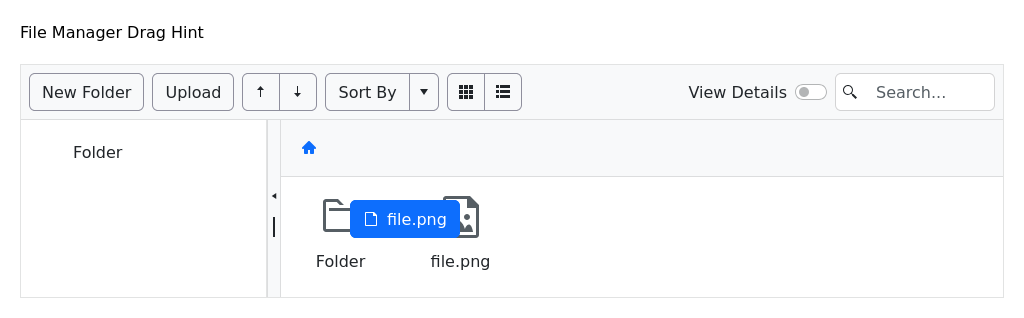 File Manager Drag Hint
New Folder Upload Sort By View Details Search...
Folder
file.png
Folder file.png